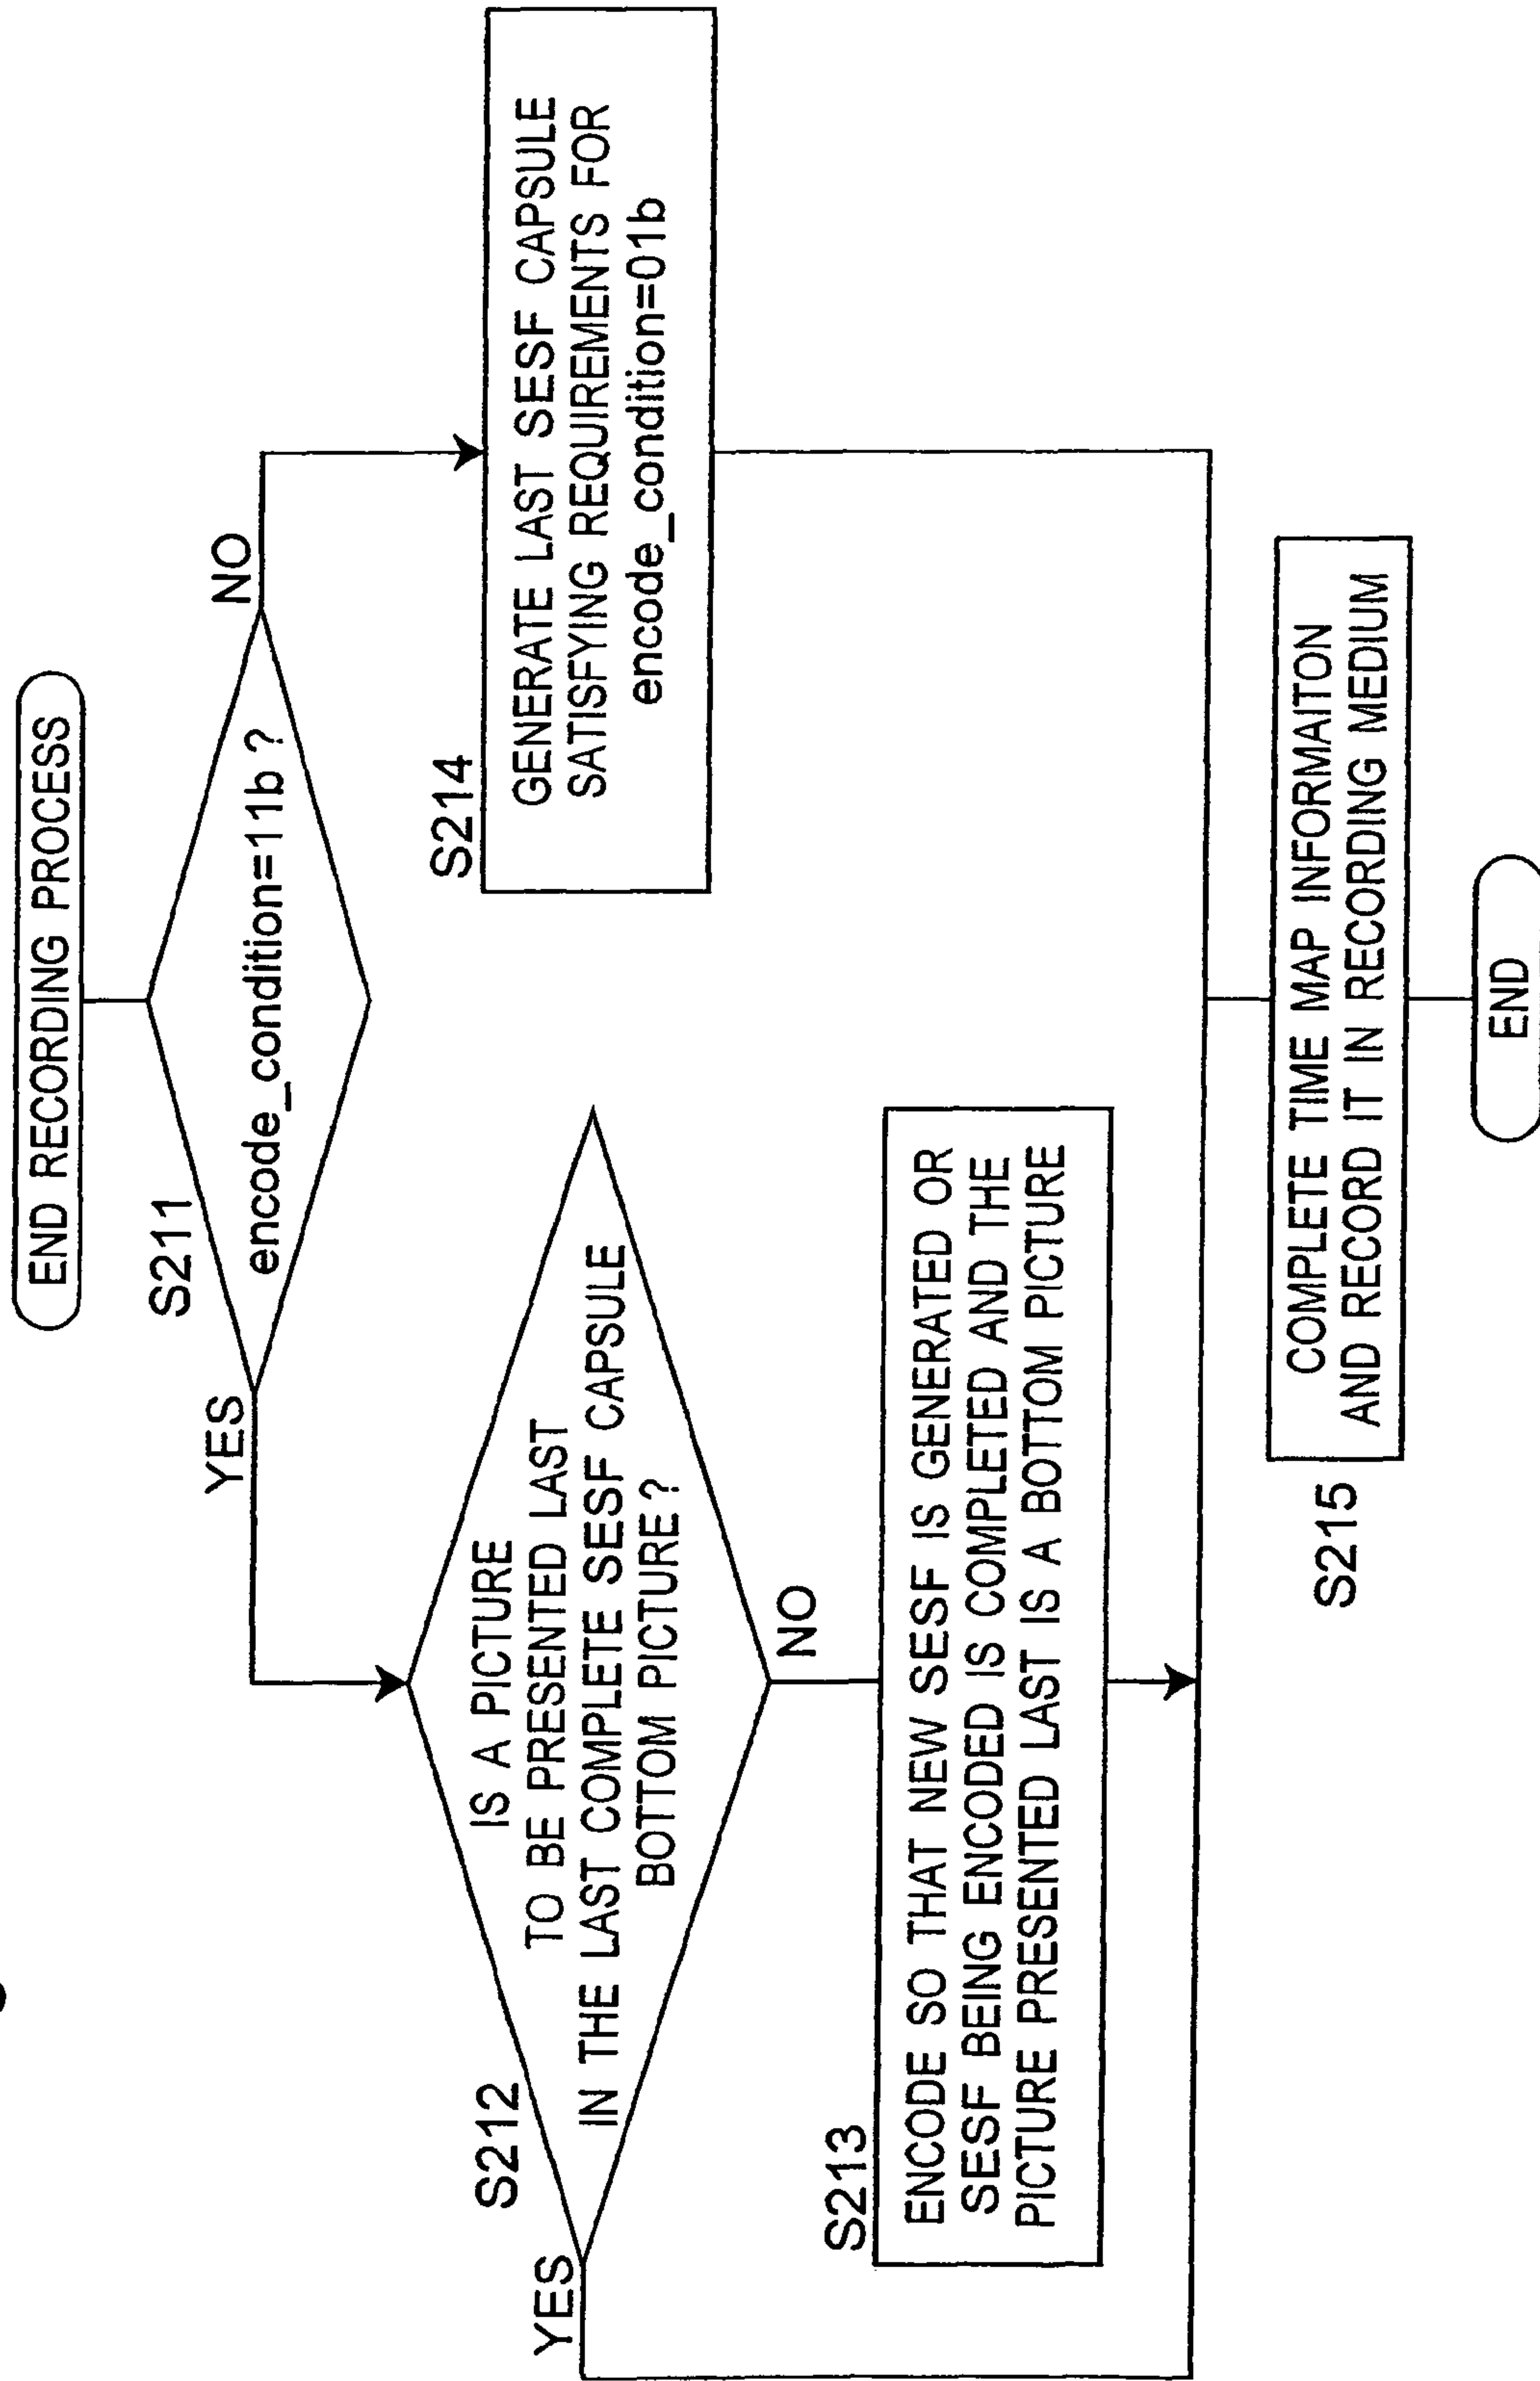 END RECORDING PROCESS
S211
encode_condition=11b ?
YES
NO
S212
IS A PICTURE
TO BE PRESENTED LAST
IN THE LAST COMPLETE SESF CAPSULE
BOTTOM PICTURE ?
YES
NO
S213
ENCODE SO THAT NEW SESF IS GENERATED OR
SESF BEING ENCODED IS COMPLETED AND THE
PICTURE PRESENTED LAST IS A BOTTOM PICTURE
S214
GENERATE LAST SESF CAPSULE
SATISFYING REQUIREMENTS FOR
encode_condition=01b
S215
COMPLETE TIME MAP INFORMAITON
AND RECORD IT IN RECORDING MEDIUM
END